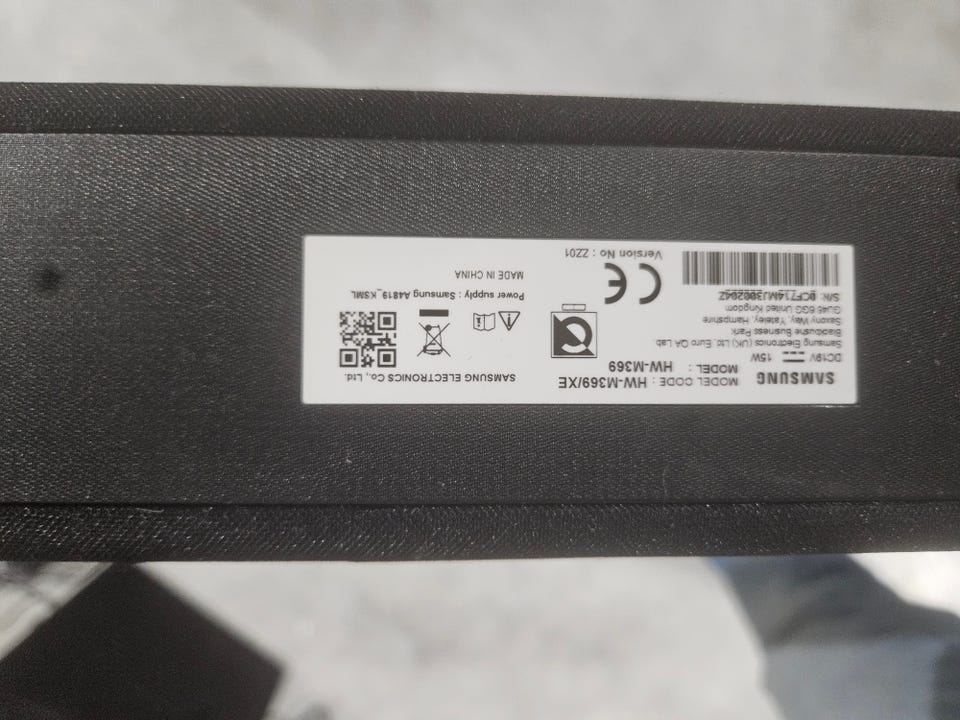 SAMSUNG
MODEL CODE : HW-M369/XE
MODEL : HW-M369
DC19V 15W
Samsung Electronics (UK) Ltd. Euro QA Lab
Blackbushe Business Park
Saxony Way, Yateley, Hampshire
GU46 6GG United Kingdom
S/N: 0CF714MJ300204Z
Version No : ZZ01
CE
SAMSUNG ELECTRONICS Co., Ltd.
Power supply : Samsung A4819_KSML
MADE IN CHINA